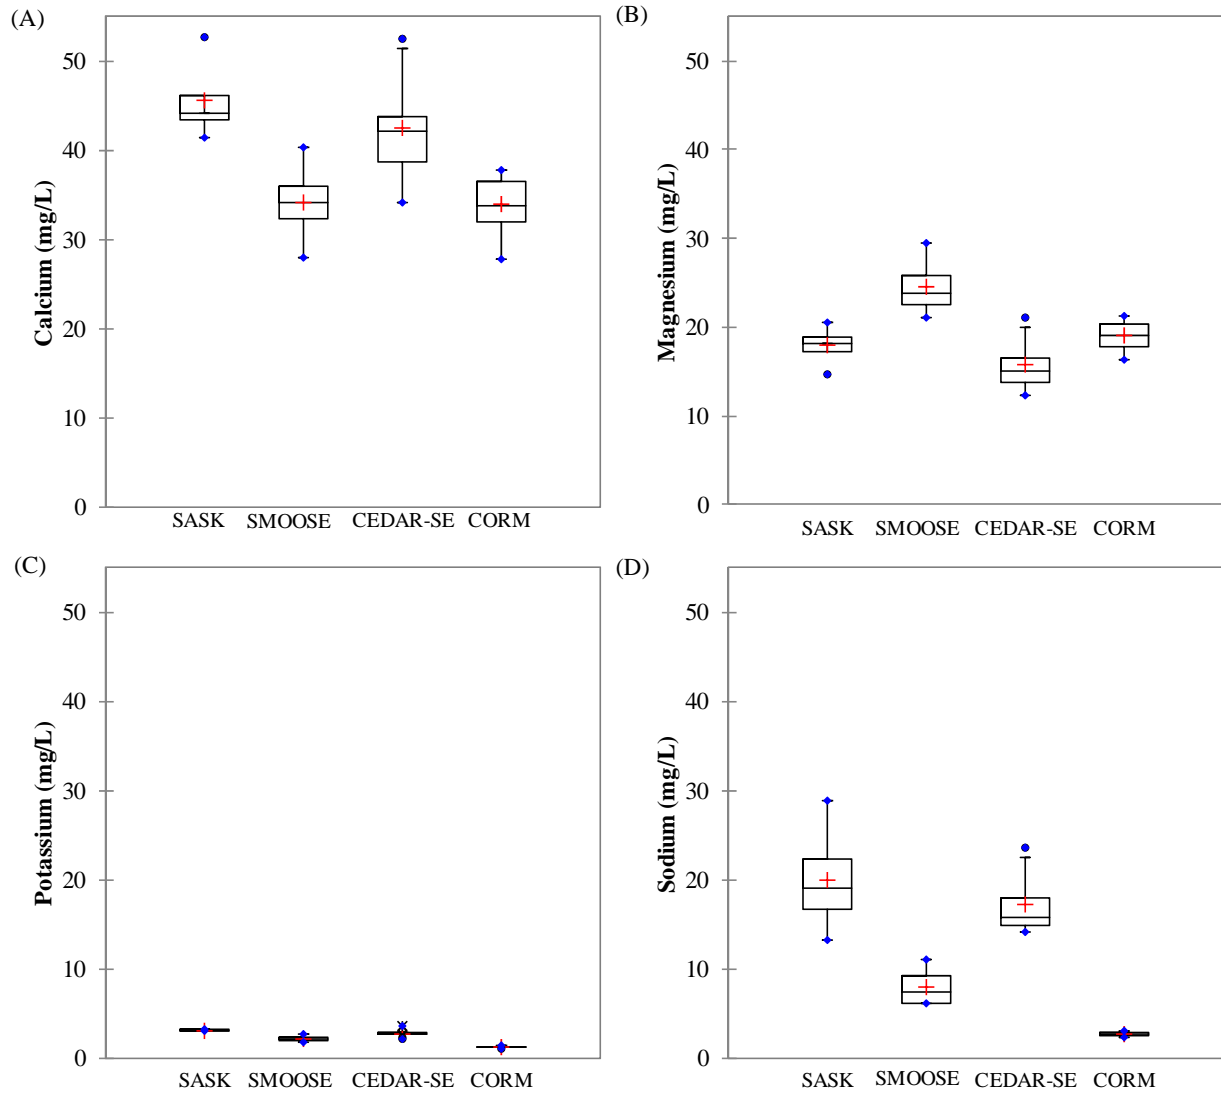 (A)
Calcium (mg/L)
50
40
30
20
10
0
SASK SMOOSE CEDAR-SE CORM
(B)
Magnesium (mg/L)
50
40
30
20
10
0
SASK SMOOSE CEDAR-SE CORM
(C)
Potassium (mg/L)
50
40
30
20
10
0
SASK SMOOSE CEDAR-SE CORM
(D)
Sodium (mg/L)
50
40
30
20
10
0
SASK SMOOSE CEDAR-SE CORM